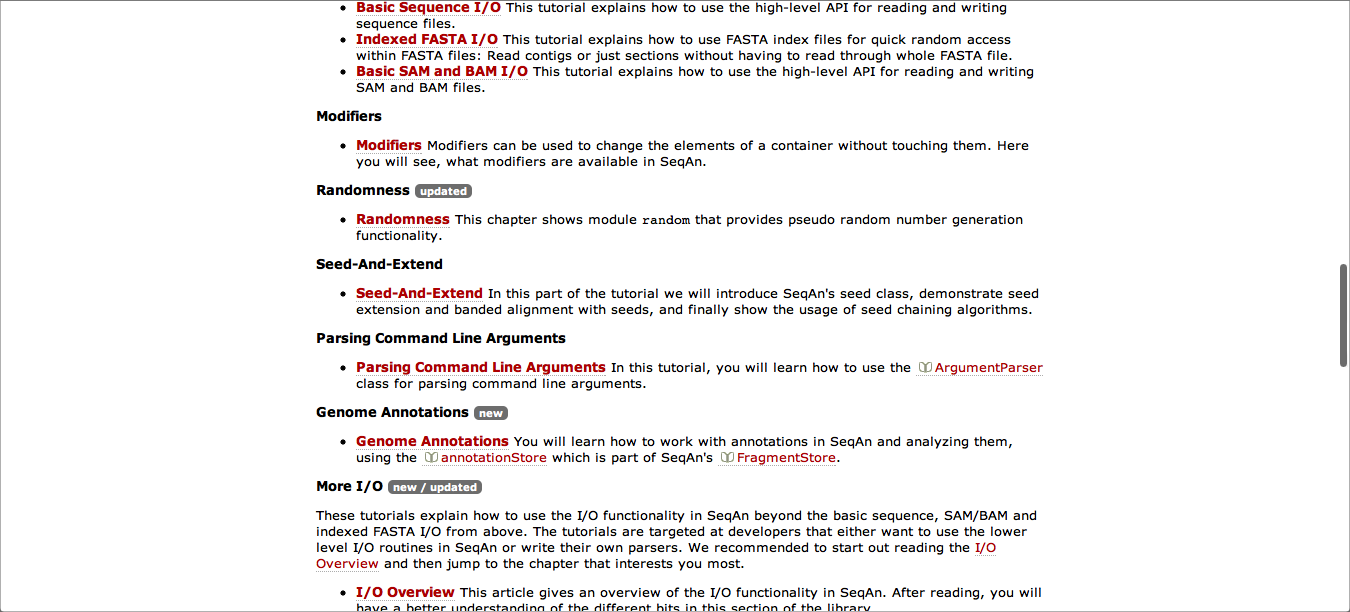 Basic Sequence I/O This tutorial explains how to use the high-level API for reading and writing
sequence files.
Indexed FASTA I/O This tutorial explains how to use FASTA index files for quick random access
within FASTA files: Read contigs or just sections without having to read through whole FASTA file.
Basic SAM and BAM I/O This tutorial explains how to use the high-level API for reading and writing
SAM and BAM files.
Modifiers
Modifiers Modifiers can be used to change the elements of a container without touching them. Here
you will see, what modifiers are available in SeqAn.
Randomness updated
Randomness This chapter shows module random that provides pseudo random number generation
functionality.
Seed-And-Extend
Seed-And-Extend In this part of the tutorial we will introduce SeqAn's seed class, demonstrate seed
extension and banded alignment with seeds, and finally show the usage of seed chaining algorithms.
Parsing Command Line Arguments
Parsing Command Line Arguments In this tutorial, you will learn how to use the ArgumentParser
class for parsing command line arguments.
Genome Annotations new
Genome Annotations You will learn how to work with annotations in SeqAn and analyzing them,
using the annotationStore which is part of SeqAn's FragmentStore.
More I/O new / updated
These tutorials explain how to use the I/O functionality in SeqAn beyond the basic sequence, SAM/BAM and
indexed FASTA I/O from above. The tutorials are targeted at developers that either want to use the lower
level I/O routines in SeqAn or write their own parsers. We recommended to start out reading the I/O
Overview and then jump to the chapter that interests you most.
I/O Overview This article gives an overview of the I/O functionality in SeqAn. After reading, you will
have a better understanding of the different bits in this section of the library.